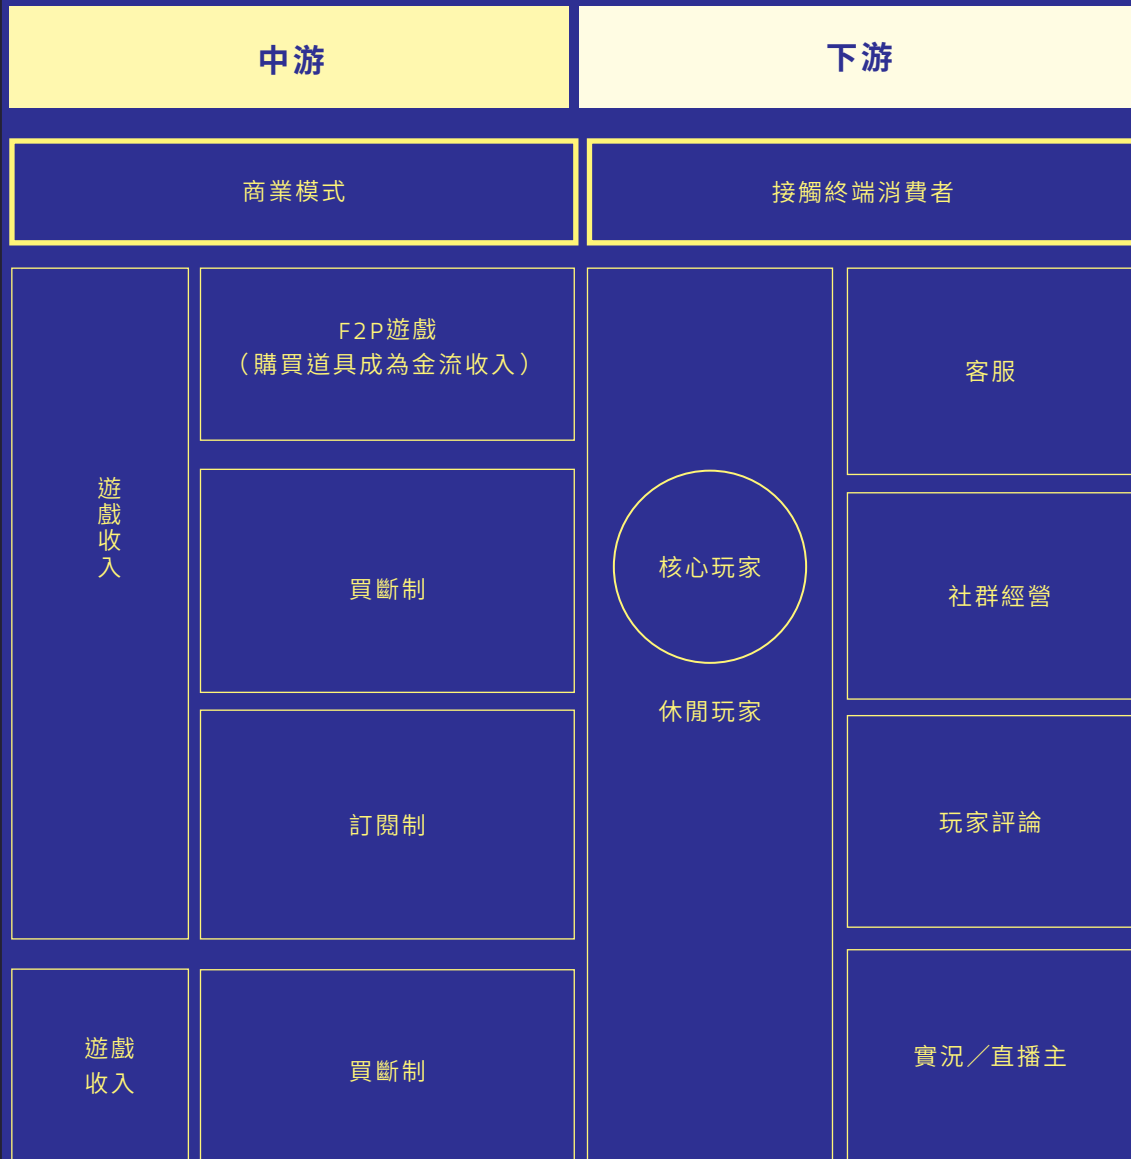 中游
下游
商業模式
接觸終端消費者
遊戲收入
F2P遊戲
（購買道具成為金流收入）
買斷制
訂閱制
遊戲
收入
買斷制
核心玩家
休閒玩家
客服
社群經營
玩家評論
實況／直播主